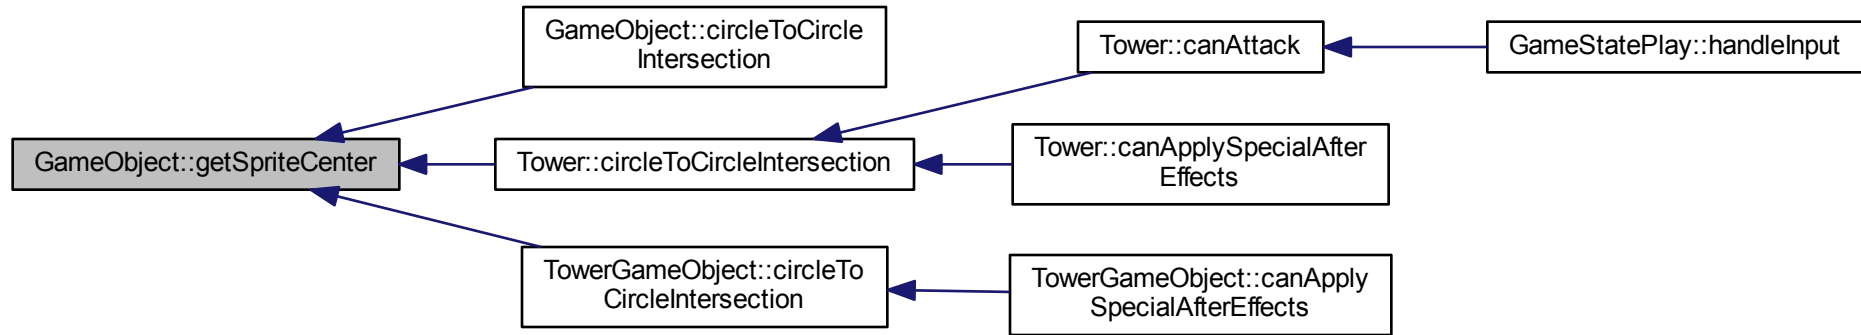 GameObject::circleToCircle
Intersection
Tower::canAttack
GameStatePlay::handleInput
GameObject::getSpriteCenter
Tower::circleToCircleIntersection
Tower::canApplySpecialAfter
Effects
TowerGameObject::circleTo
CircleIntersection
TowerGameObject::canApply
SpecialAfterEffects